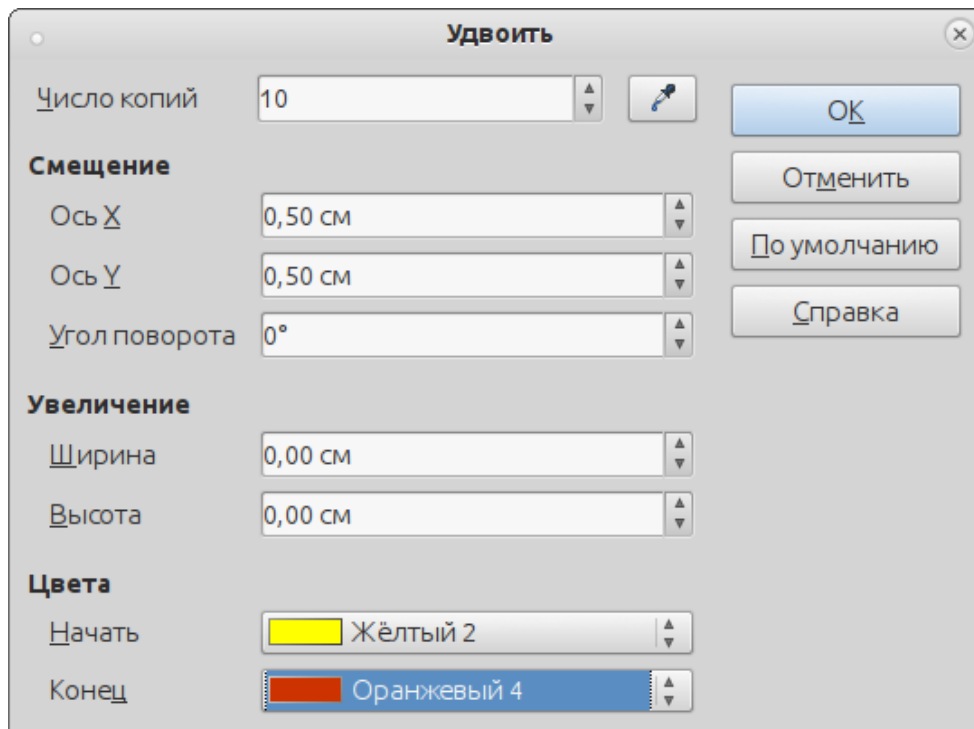 Удвоить
Число копий 10
OK
Смещение
Отменить
Ось X 0,50 см
По умолчанию
Ось Y 0,50 см
Справка
Угол поворота 0°
Увеличение
Ширина 0,00 см
Высота 0,00 см
Цвета
Начать Жёлтый 2
Конец Оранжевый 4